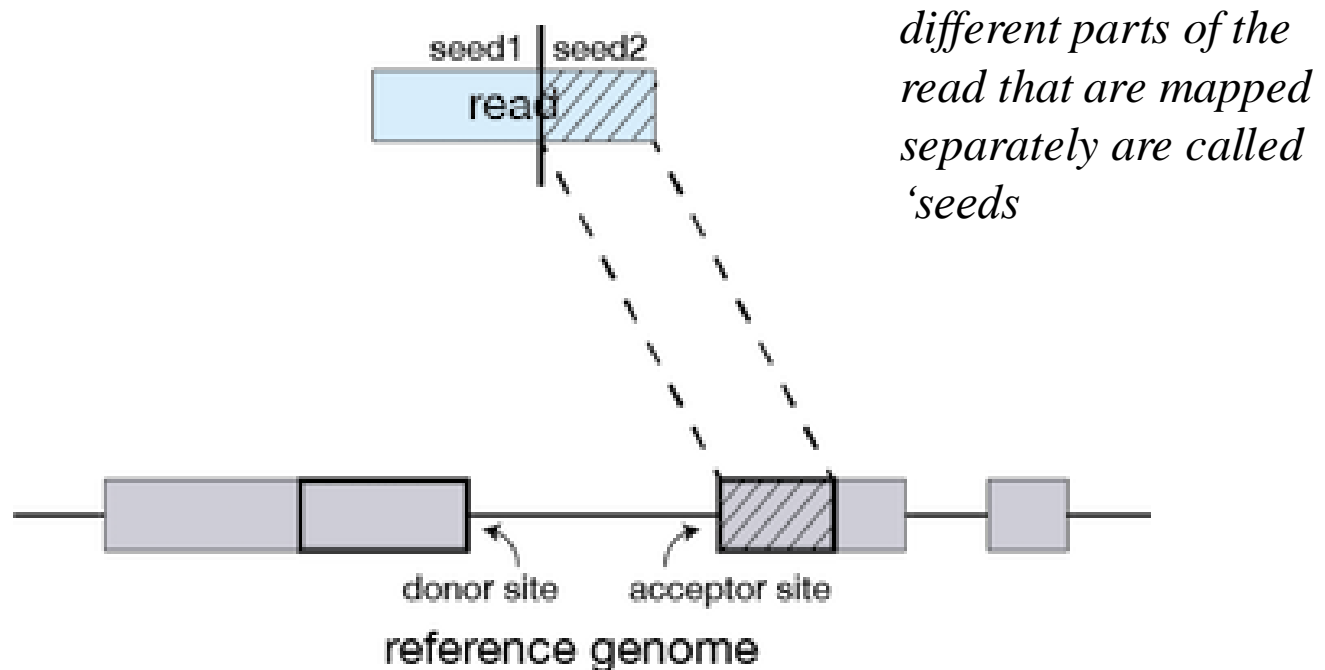 seed1 seed2
read
different parts of the
read that are mapped
separately are called
‘seeds
donor site acceptor site
reference genome